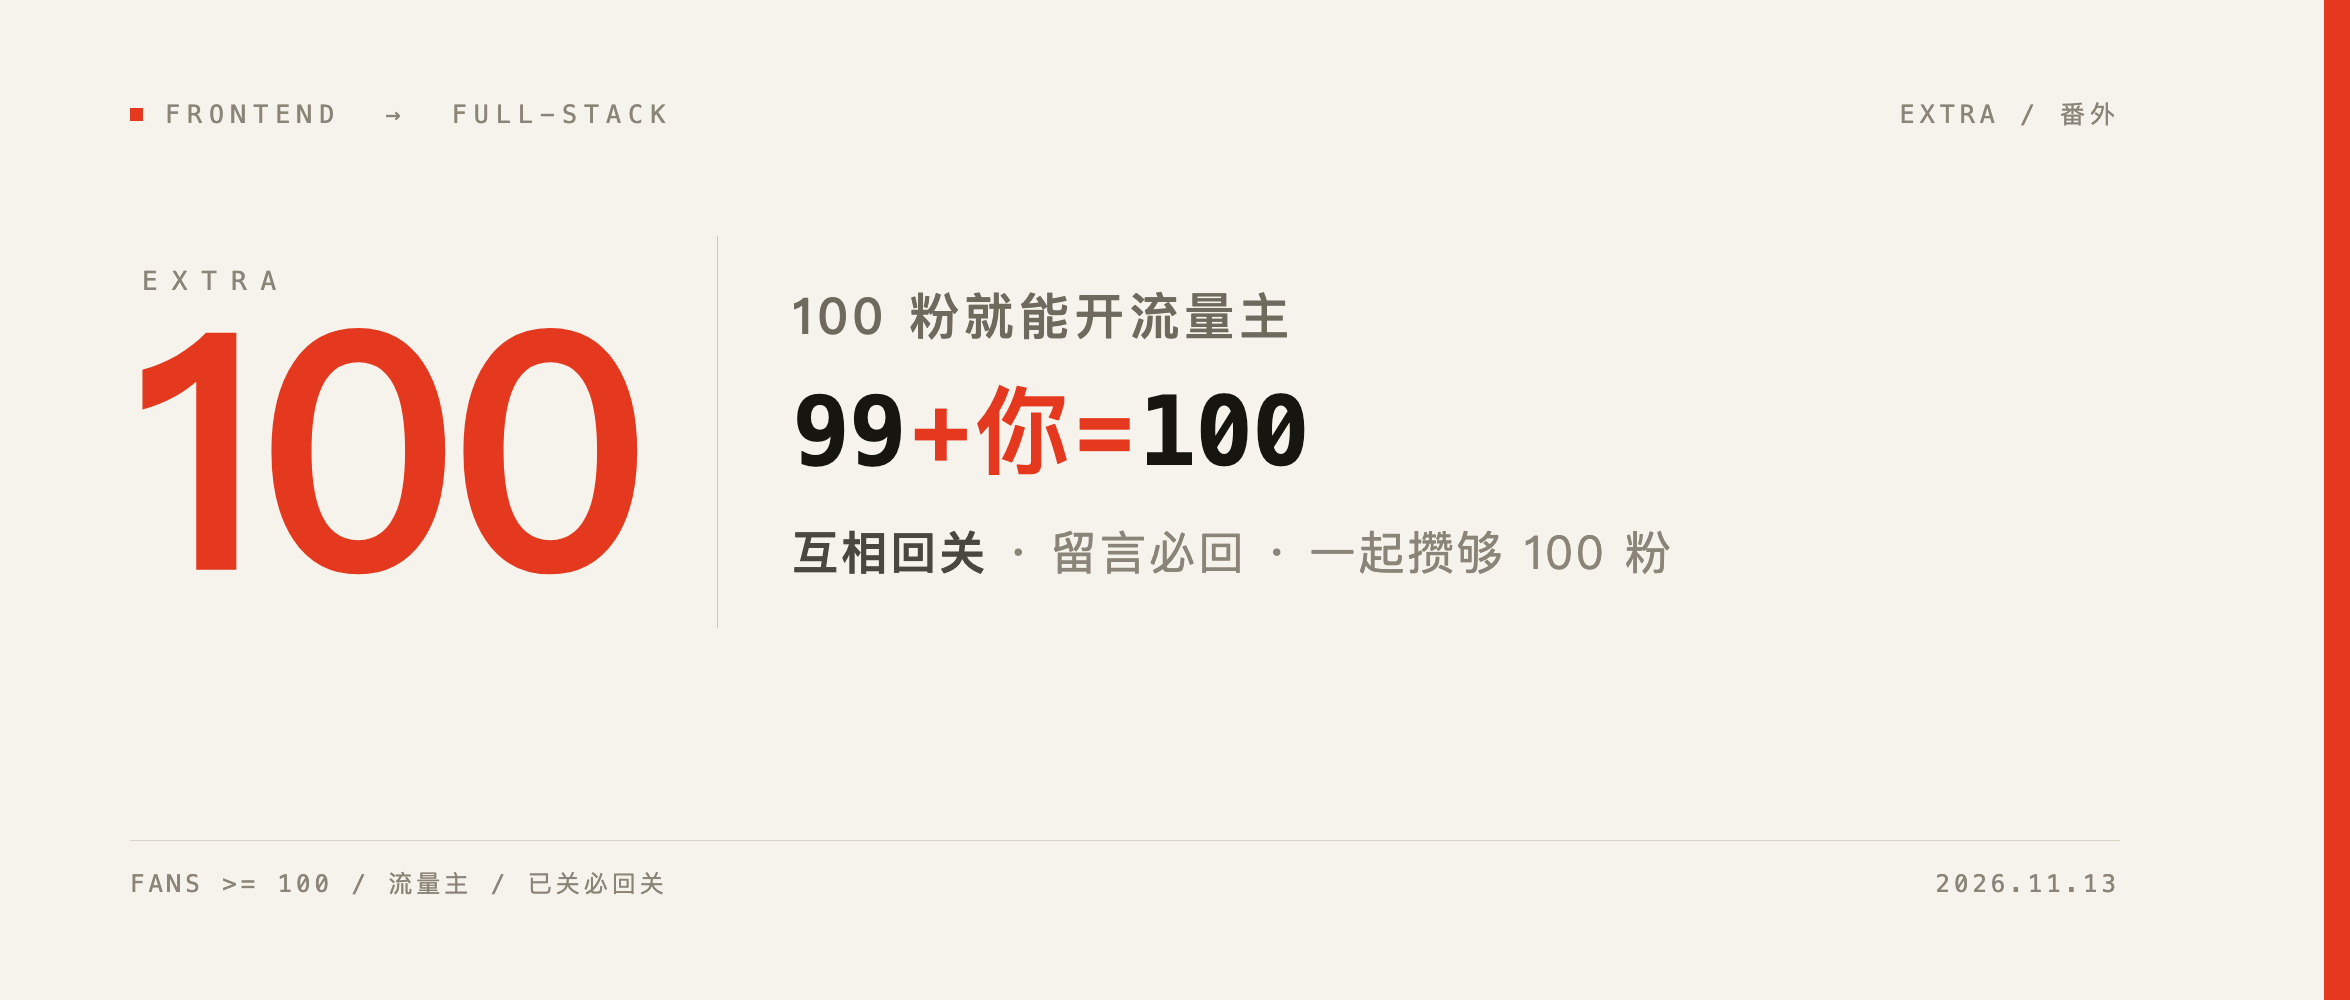 FRONTEND → FULL-STACK
EXTRA / 番外
EXTRA
100
100 粉就能开流量主
99+你=100
互相回关 · 留言必回 · 一起攒够 100 粉
FANS >= 100 / 流量主 / 已关必回关
2026.11.13